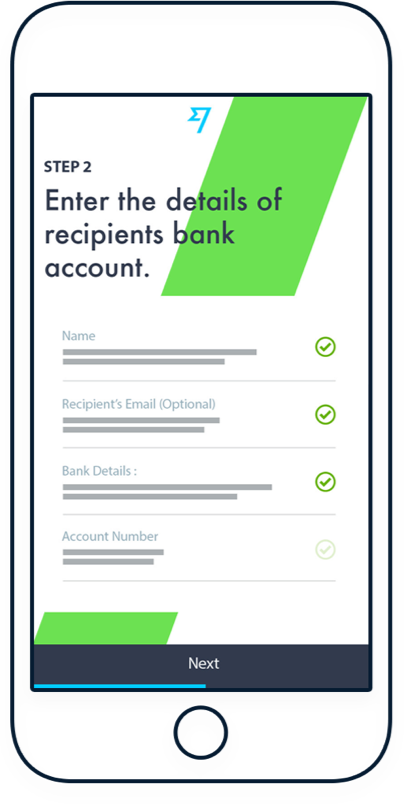 STEP 2
Enter the details of
recipients bank
account.
Name
Recipient's Email (Optional)
Bank Details :
Account Number
Next